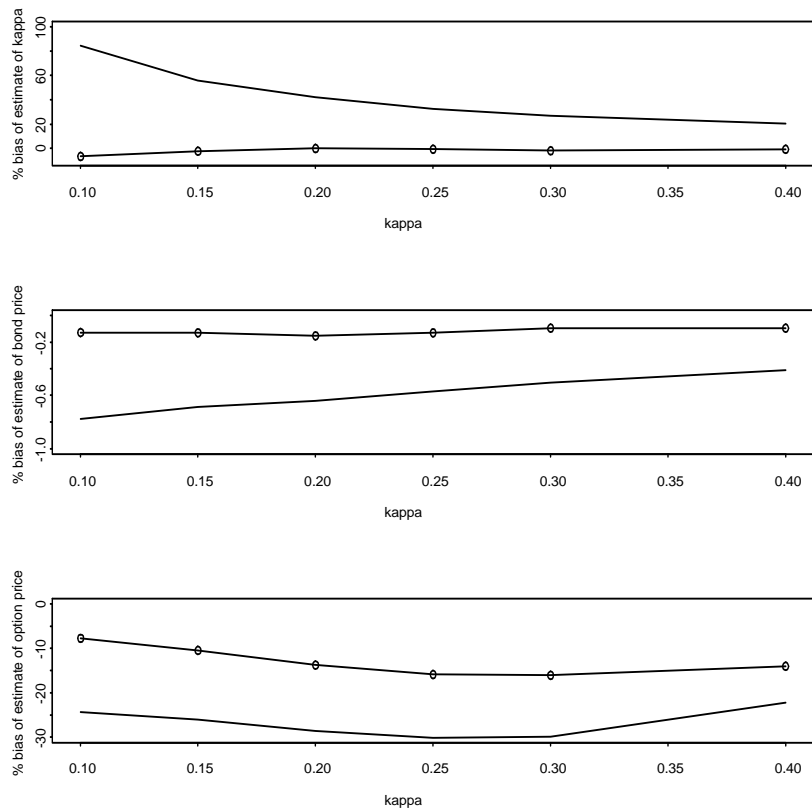 % bias of estimate of kappa
100
60
20
0
0.10 0.15 0.20 0.25 0.30 0.35 0.40
kappa
% bias of estimate of bond price
-0.2
-0.6
-1.0
0.10 0.15 0.20 0.25 0.30 0.35 0.40
kappa
% bias of estimate of option price
0
-10
-20
-30
0.10 0.15 0.20 0.25 0.30 0.35 0.40
kappa